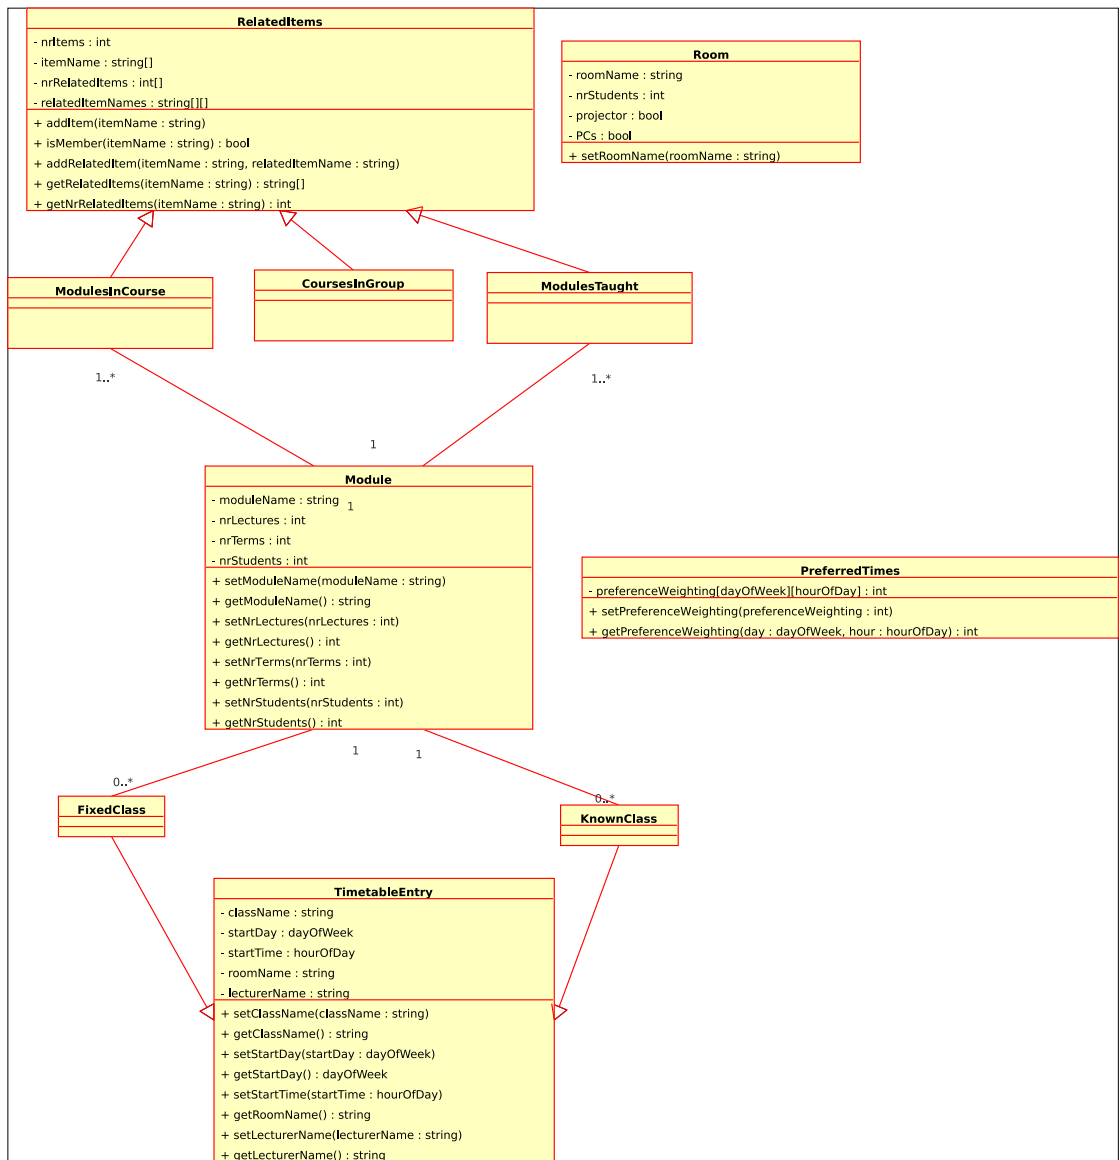 RelatedItems
- nrItems : int
- itemName : string[]
- nrRelatedItems : int[]
- relatedItemNames : string[][]
+ addItem(itemName : string)
+ isMember(itemName : string) : bool
+ addRelatedItem(itemName : string, relatedItemName : string)
+ getRelatedItems(itemName : string) : string[]
+ getNrRelatedItems(itemName : string) : int
Room
- roomName : string
- nrStudents : int
- projector : bool
- PCs : bool
+ setRoomName(roomName : string)
ModulesInCourse
CoursesInGroup
ModulesTaught
1..*
1..*
1
Module
- moduleName : string
1
- nrLectures : int
- nrTerms : int
- nrStudents : int
+ setModuleName(moduleName : string)
+ getModuleName() : string
+ setNrLectures(nrLectures : int)
+ getNrLectures() : int
+ setNrTerms(nrTerms : int)
+ getNrTerms() : int
+ setNrStudents(nrStudents : int)
+ getNrStudents() : int
PreferredTimes
- preferenceWeighting[dayOfWeek][hourOfDay] : int
+ setPreferenceWeighting(preferenceWeighting : int)
+ getPreferenceWeighting(day : dayOfWeek, hour : hourOfDay) : int
1
1
0..*
0..*
FixedClass
KnownClass
TimetableEntry
- className : string
- startDay : dayOfWeek
- startTime : hourOfDay
- roomName : string
- lecturerName : string
+ setClassName(className : string)
+ getClassName() : string
+ setStartDay(startDay : dayOfWeek)
+ getStartDay() : dayOfWeek
+ setStartTime(startTime : hourOfDay)
+ getRoomName() : string
+ setLecturerName(lecturerName : string)
+ getLecturerName() : string